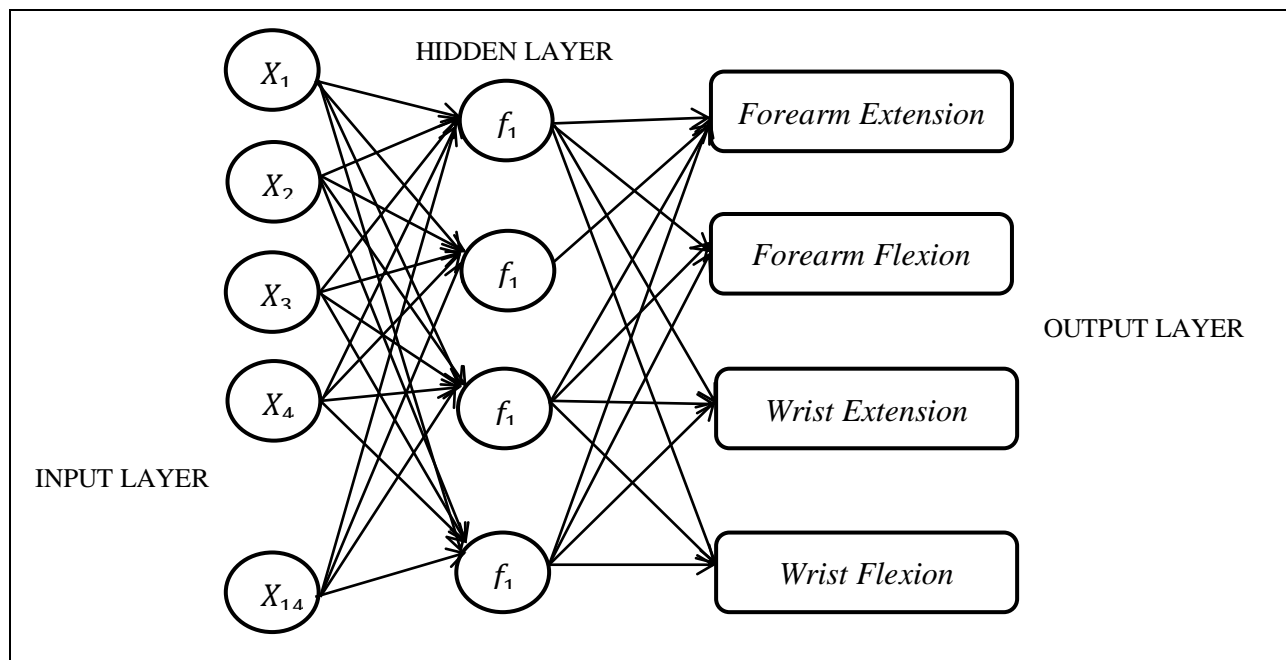 HIDDEN LAYER
X₁
X₂
X₃
X₄
X₁₄
f₁
f₁
f₁
f₁
Forearm Extension
Forearm Flexion
Wrist Extension
Wrist Flexion
INPUT LAYER
OUTPUT LAYER